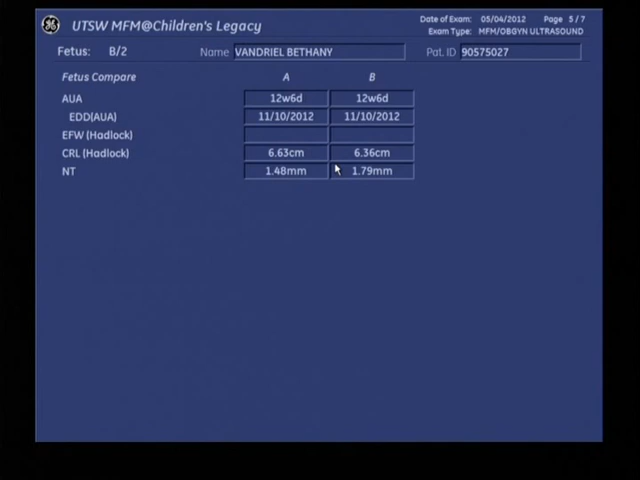 UTSW MFM@Children's Legacy
Date of Exam: 05/04/2012 Page 5/7
Exam Type: MFM/OBGYN ULTRASOUND
Fetus: B/2 Name VANDRIEL BETHANY Pat. ID 90575027
Fetus Compare A B
AUA 12w6d 12w6d
EDD(AUA) 11/10/2012 11/10/2012
EFW (Hadlock)
CRL (Hadlock) 6.63cm 6.36cm
NT 1.48mm 1.79mm